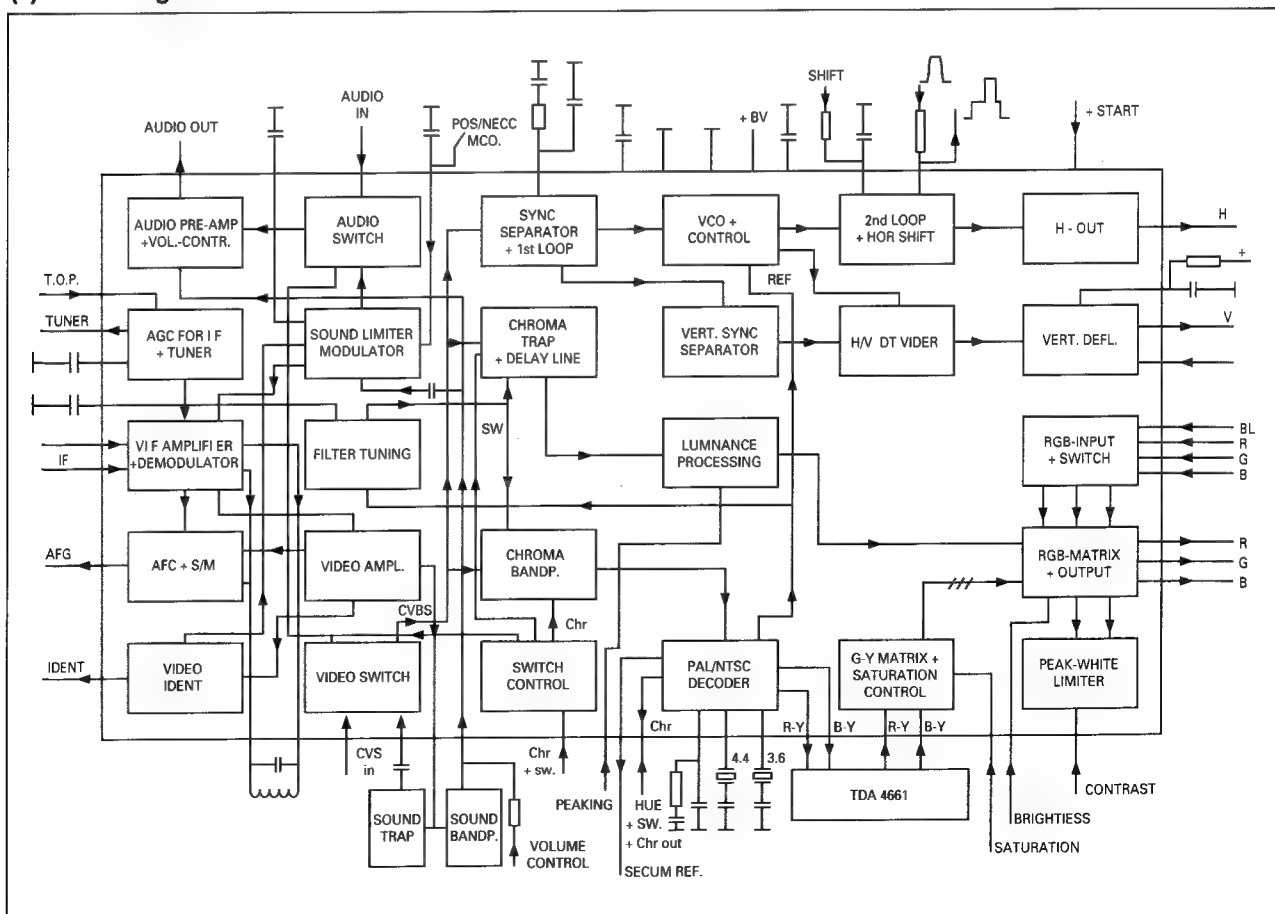 SHIFT
AUDIO
IN
AUDIO OUT
POS/NECC
MCO.
+ BV
+ START
AUDIO PRE-AMP
+VOL.-CONTR.
AUDIO
SWITCH
SYNC
SEPARATOR
+ 1st LOOP
VCO +
CONTROL
2nd LOOP
+ HOR SHIFT
H - OUT
H
REF
+
T.O.P.
TUNER
AGC FOR I F
+ TUNER
SOUND LIMITER
MODULATOR
CHROMA
TRAP
+ DELAY LINE
VERT. SYNC
SEPARATOR
H/V DT VIDER
VERT. DEFL.
V
SW
IF
VI F AMPLIFI ER
+DEMODULATOR
FILTER TUNING
LUMNANCE
PROCESSING
RGB-INPUT
+ SWITCH
BL
R
G
B
AFG
AFC + S/M
VIDEO AMPL.
CHROMA
BANDP.
RGB-MATRIX
+ OUTPUT
R
G
B
CVBS
Chr
IDENT
VIDEO
IDENT
VIDEO SWITCH
SWITCH
CONTROL
PAL/NTSC
DECODER
G-Y MATRIX +
SATURATION
CONTROL
PEAK-WHITE
LIMITER
CVS
in
Chr
+ sw.
Chr
R-Y
B-Y
R-Y
B-Y
4.4
3.6
TDA 4661
SOUND
TRAP
SOUND
BANDP.
VOLUME
CONTROL
PEAKING
HUE
+ SW.
+ Chr out
SECUM REF.
CONTRAST
BRIGHTIESS
SATURATION